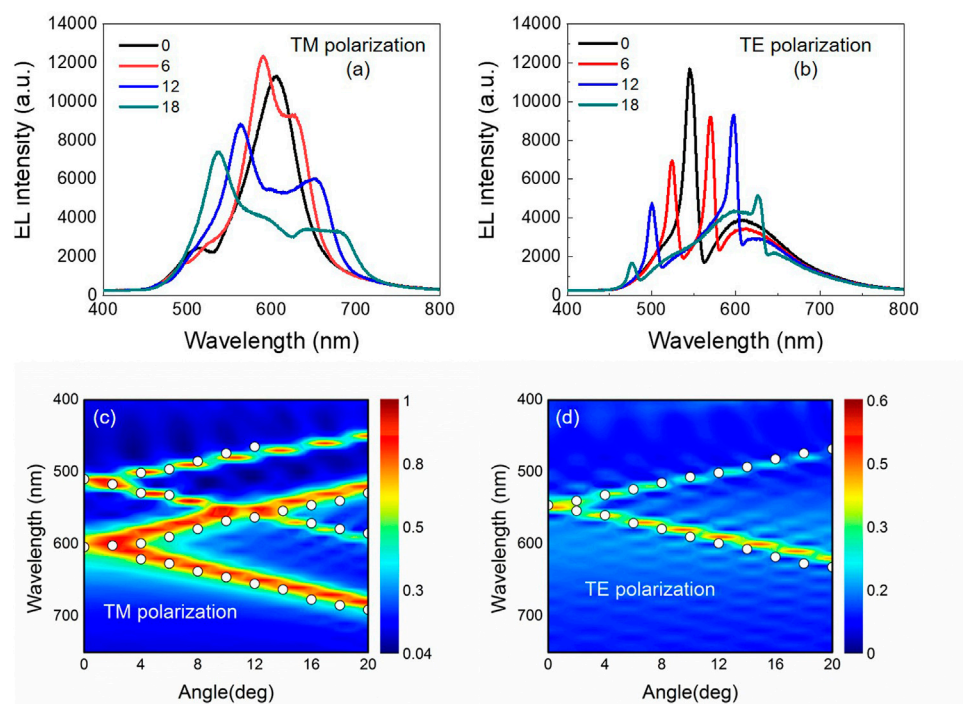 14000
12000
10000
8000
6000
4000
2000
0
EL intensity (a.u.)
0
6
12
18
TM polarization
(a)
400 500 600 700 800
Wavelength (nm)
14000
12000
10000
8000
6000
4000
2000
0
EL intensity (a.u.)
0
6
12
18
TE polarization
(b)
400 500 600 700 800
Wavelength (nm)
400
500
600
700
Wavelength (nm)
(c)
TM polarization
0 4 8 12 16 20
Angle(deg)
1
0.8
0.5
0.3
0.04
400
500
600
700
Wavelength (nm)
(d)
TE polarization
0 4 8 12 16 20
Angle(deg)
0.6
0.5
0.3
0.2
0